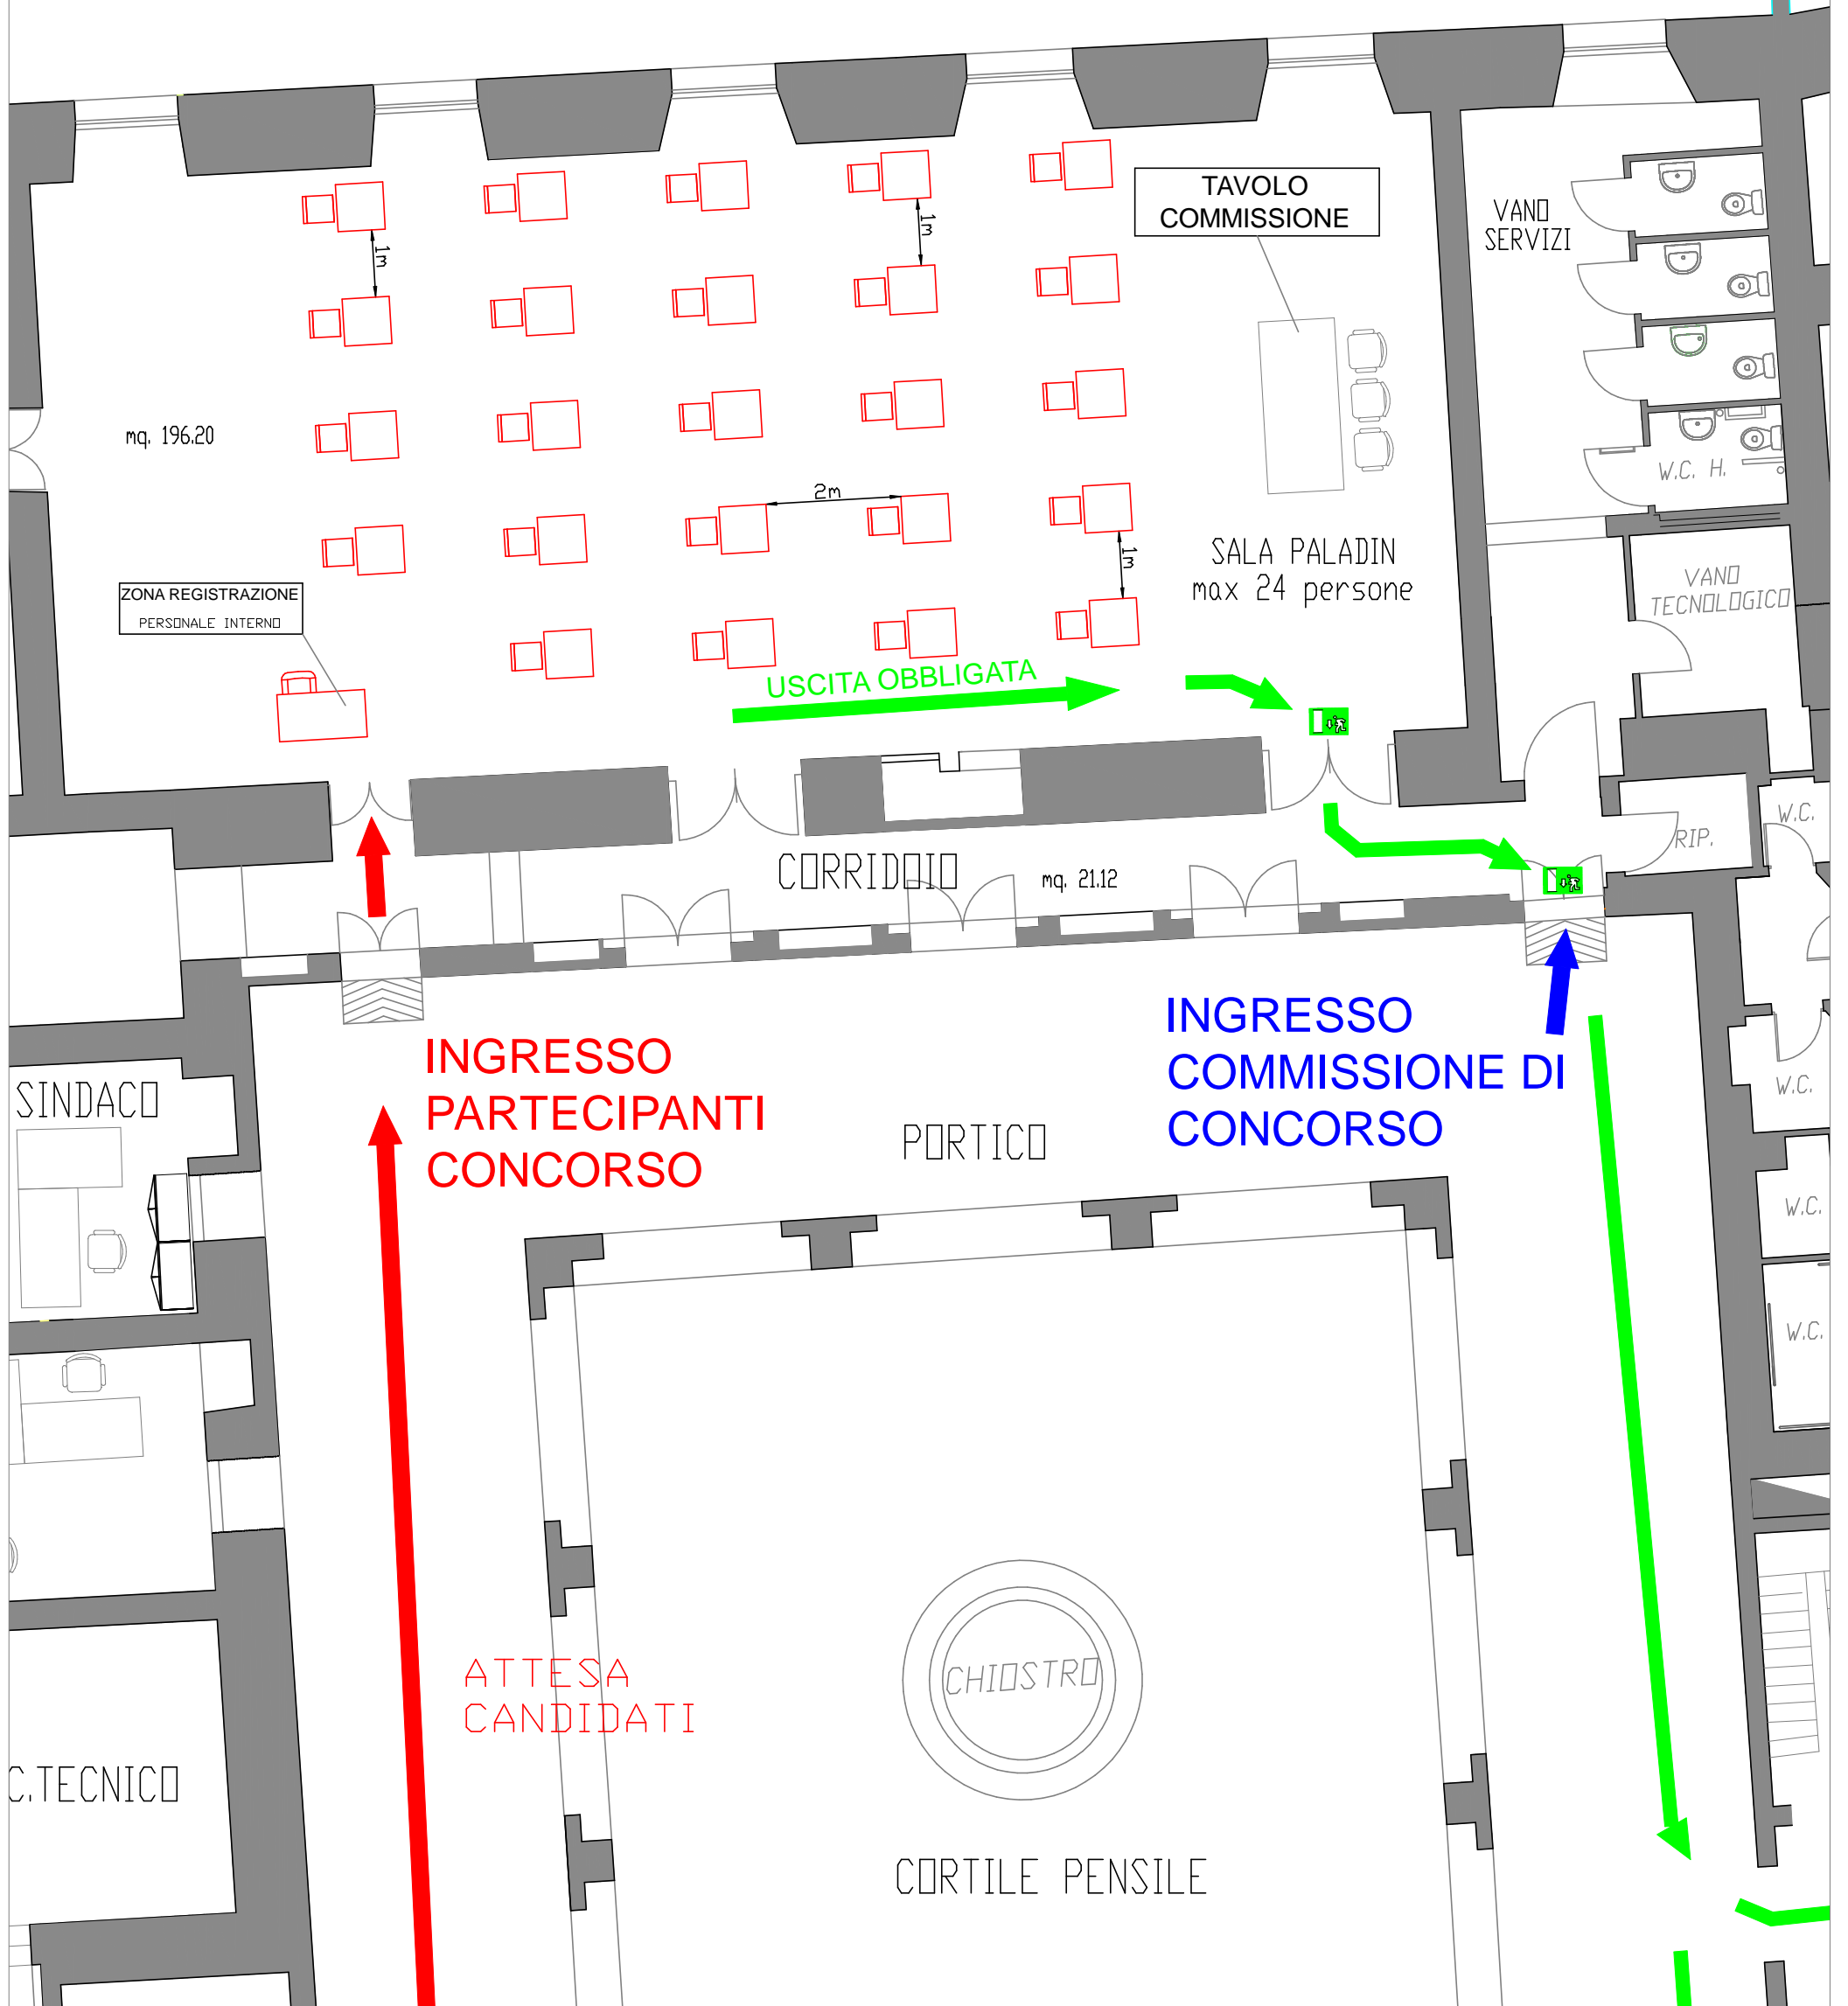 TAVOLO
COMMISSIONE
VANO
SERVIZI
1m
1m
mq. 196.20
W.C. H.
2m
SALA PALADIN
max 24 persone
1m
VANO
TECNOLOGICO
ZONA REGISTRAZIONE
PERSONALE INTERNO
USCITA OBBLIGATA
W.C.
RIP.
CORRIDOIO
mq. 21.12
INGRESSO
PARTECIPANTI
CONCORSO
INGRESSO
COMMISSIONE DI
CONCORSO
SINDACO
PORTICO
W.C.
W.C.
W.C.
ATTESA
CANDIDATI
CHIOSTRO
C.TECNICO
CORTILE PENSILE